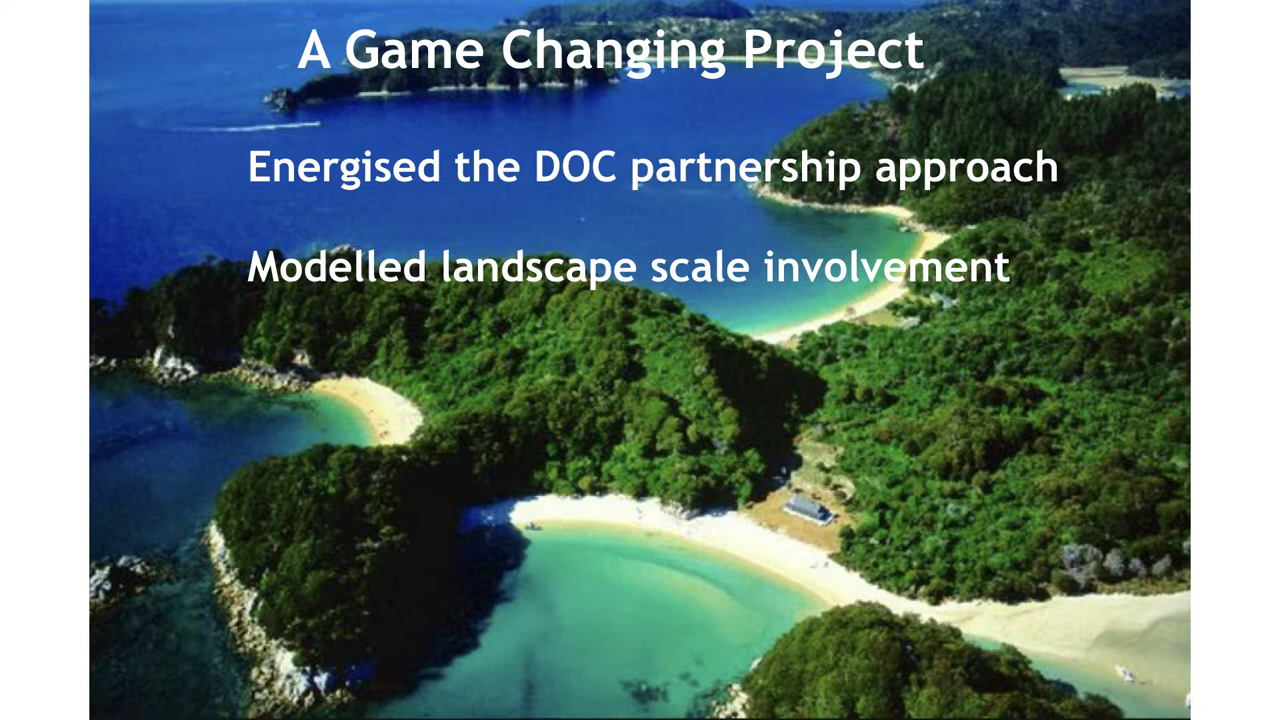 A Game Changing Project
Energised the DOC partnership approach
Modelled landscape scale involvement